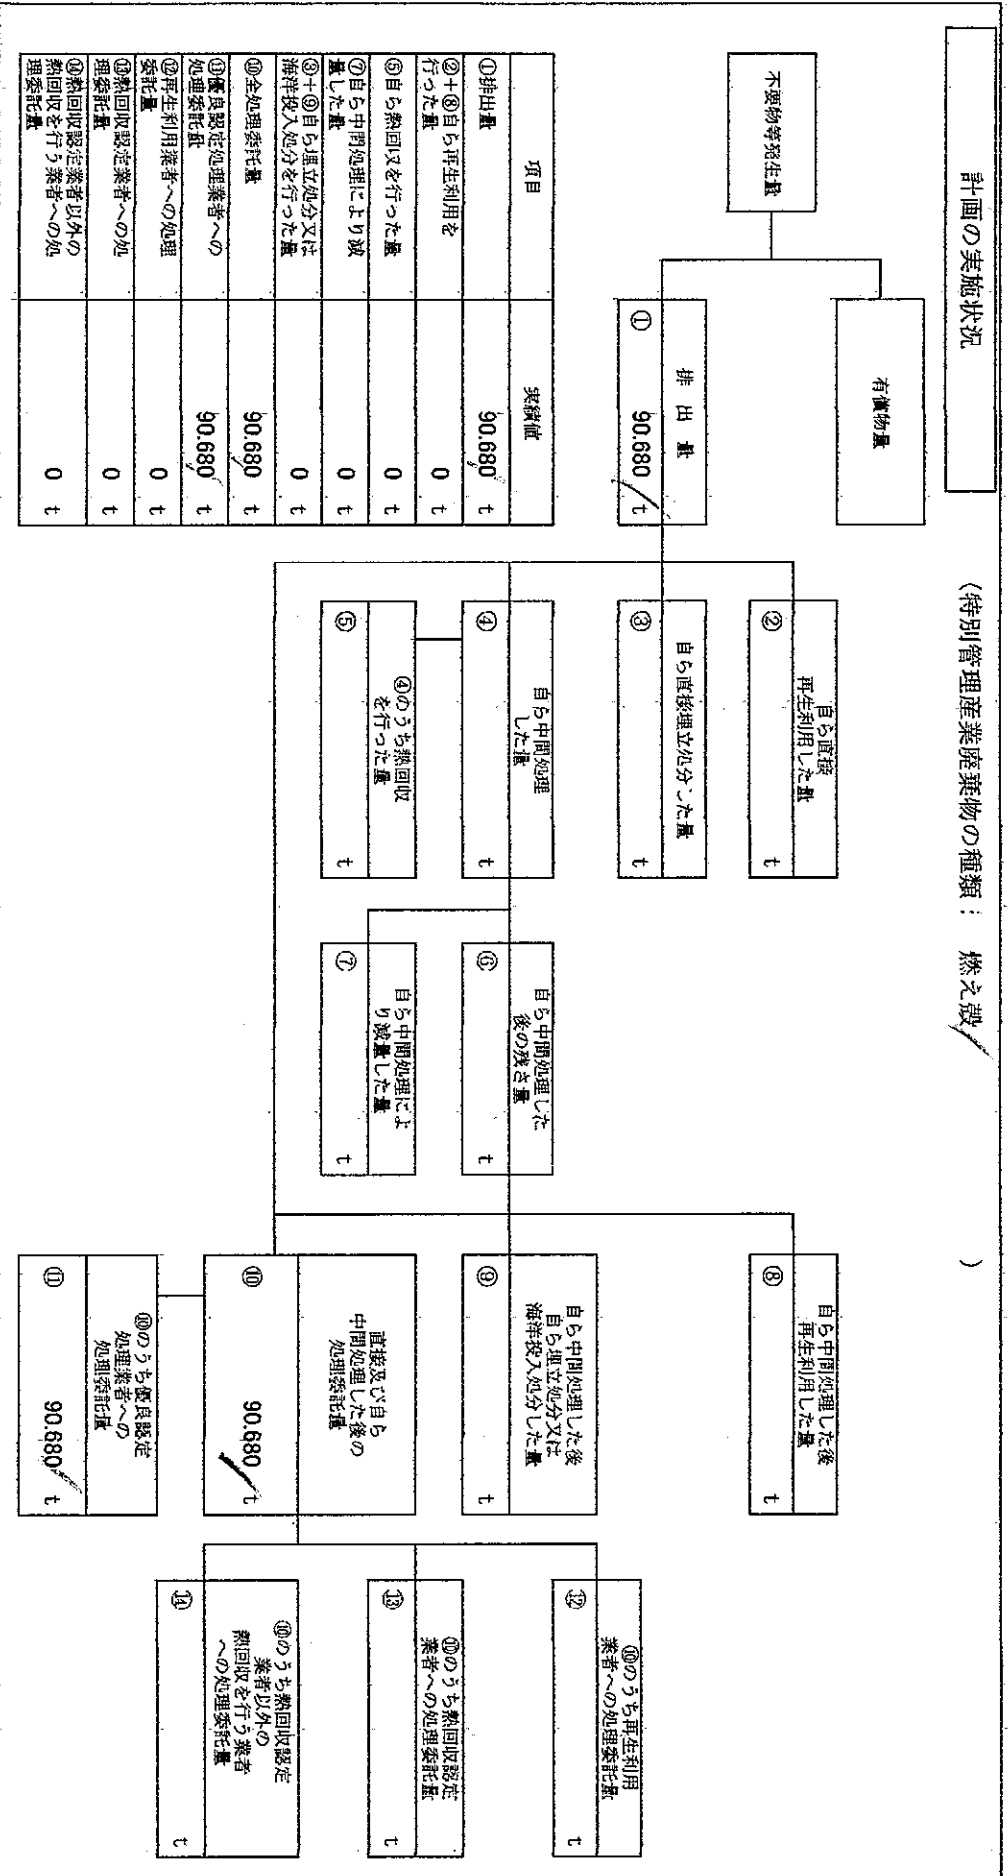 計画の実施状況
(特別管理産業廃棄物の種類: 燃え殻 )
不要物等発生量
有償物量
排 出 量
① 90.680 t
自ら直接
再生利用した量
② t
自ら直接埋立処分した量
③ t
自ら中間処理
した量
④ t
④のうち熱回収
を行った量
⑤ t
自ら中間処理した
後の残さ量
⑥ t
自ら中間処理によ
り減量した量
⑦ t
自ら中間処理した後
再生利用した量
⑧ t
自ら中間処理した後
自ら埋立処分又は
海洋投入処分した量
⑨ t
直接及び自ら
中間処理した後の
処理委託量
⑩ 90.680 t
⑩のうち優良認定
処理業者への
処理委託量
⑪ 90.680 t
⑩のうち再生利用
業者への処理委託量
⑫ t
⑩のうち熱回収認定
業者への処理委託量
⑬ t
⑩のうち熱回収認定
業者以外の
熱回収を行う業者
への処理委託量
⑭ t
項目 実績値
①排出量 90.680 t
②+⑧自ら再生利用を
行った量 0 t
⑤自ら熱回収を行った量 0 t
⑦自ら中間処理により減
量した量 0 t
③+⑨自ら埋立処分又は
海洋投入処分を行った量 0 t
⑩全処理委託量 90.680 t
⑪優良認定処理業者への
処理委託量 90.680 t
⑫再生利用業者への処理
委託量 0 t
⑬熱回収認定業者への処
理委託量 0 t
⑭熱回収認定業者以外の
熱回収を行う業者への処
理委託量 0 t